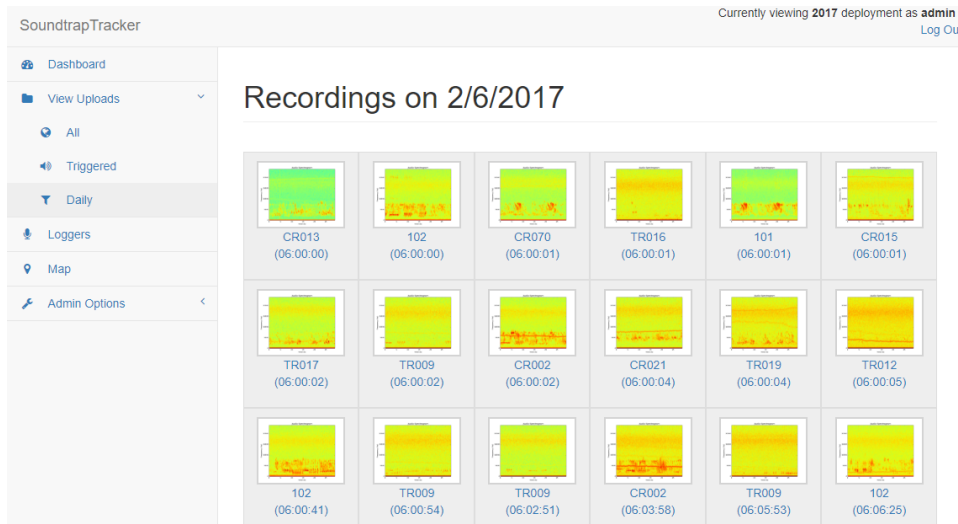 Currently viewing 2017 deployment as admin
SoundtrapTracker
Log Ou
Dashboard
View Uploads
All
Triggered
Daily
Loggers
Map
Admin Options
Recordings on 2/6/2017
CR013 102 CR070 TR016 101 CR015
(06:00:00) (06:00:00) (06:00:01) (06:00:01) (06:00:01) (06:00:01)
TR017 TR009 CR002 CR021 TR019 TR012
(06:00:02) (06:00:02) (06:00:02) (06:00:04) (06:00:04) (06:00:05)
102 TR009 TR009 CR002 TR009 102
(06:00:41) (06:00:54) (06:02:51) (06:03:58) (06:05:53) (06:06:25)